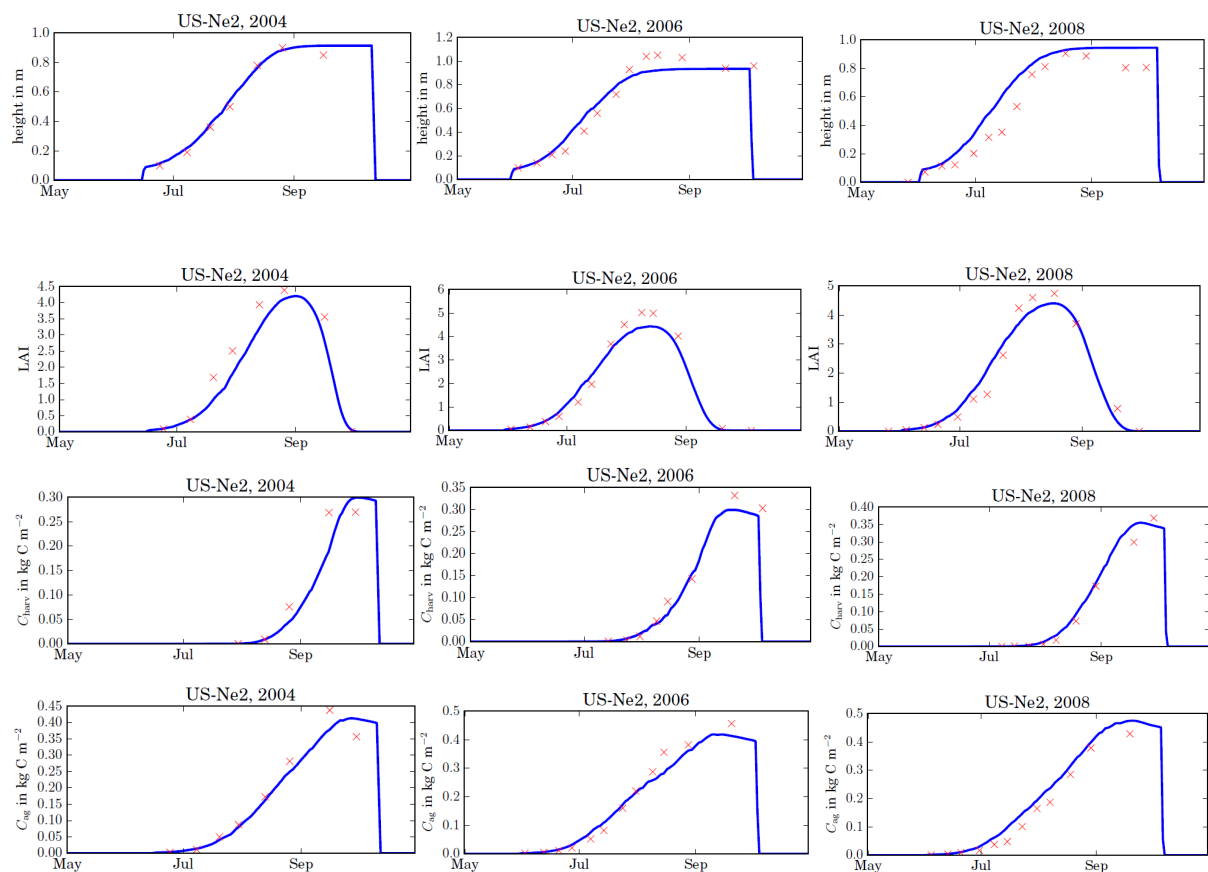 US-Ne2, 2004
height in m
1.0
0.8
0.6
0.4
0.2
0.0
May Jul Sep
US-Ne2, 2006
height in m
1.2
1.0
0.8
0.6
0.4
0.2
0.0
May Jul Sep
US-Ne2, 2008
height in m
1.0
0.8
0.6
0.4
0.2
0.0
May Jul Sep
US-Ne2, 2004
LAI
4.5
4.0
3.5
3.0
2.5
2.0
1.5
1.0
0.5
0.0
May Jul Sep
US-Ne2, 2006
LAI
6
5
4
3
2
1
0
May Jul Sep
US-Ne2, 2008
LAI
6
5
4
3
2
1
0
May Jul Sep
US-Ne2, 2004
C_harv in kg C m⁻²
0.30
0.25
0.20
0.15
0.10
0.05
0.00
May Jul Sep
US-Ne2, 2006
C_harv in kg C m⁻²
0.35
0.30
0.25
0.20
0.15
0.10
0.05
0.00
May Jul Sep
US-Ne2, 2008
C_harv in kg C m⁻²
0.40
0.35
0.30
0.25
0.20
0.15
0.10
0.05
0.00
May Jul Sep
US-Ne2, 2004
C_ag in kg C m⁻²
0.45
0.40
0.35
0.30
0.25
0.20
0.15
0.10
0.05
0.00
May Jul Sep
US-Ne2, 2006
C_ag in kg C m⁻²
0.5
0.4
0.3
0.2
0.1
0.0
May Jul Sep
US-Ne2, 2008
C_ag in kg C m⁻²
0.5
0.4
0.3
0.2
0.1
0.0
May Jul Sep